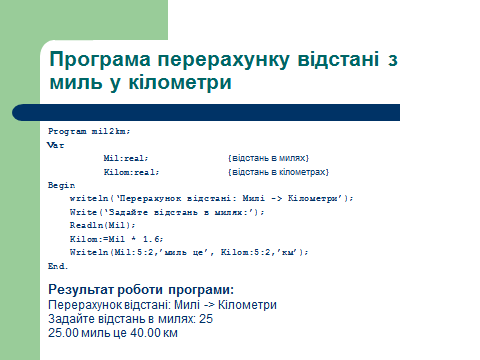 Програма перерахунку відстані з
миль у кілометри
Program mil2km;
Var
Mil:real; {відстань в милях}
Kilom:real; {відстань в кілометрах}
Begin
writeln(‘Перерахунок відстані: Милі -> Кілометри’);
Write(‘Задайте відстань в милях:’);
Readln(Mil);
Kilom:=Mil * 1.6;
Writeln(Mil:5:2,’миль це’, Kilom:5:2,’км’);
End.
Результат роботи програми:
Перерахунок відстані: Милі -> Кілометри
Задайте відстань в милях: 25
25.00 миль це 40.00 км